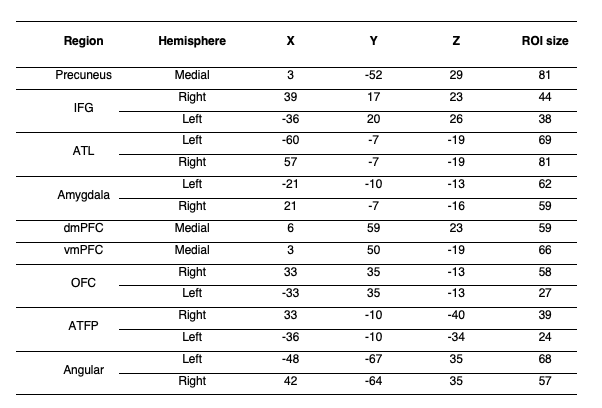 Region Hemisphere X Y Z ROI size
Precuneus Medial 3 -52 29 81
IFG
Right 39 17 23 44
Left -36 20 26 38
ATL
Left -60 -7 -19 69
Right 57 -7 -19 81
Amygdala
Left -21 -10 -13 62
Right 21 -7 -16 59
dmPFC Medial 6 59 23 59
vmPFC Medial 3 50 -19 66
OFC
Right 33 35 -13 58
Left -33 35 -13 27
ATFP
Right 33 -10 -40 39
Left -36 -10 -34 24
Angular
Left -48 -67 35 68
Right 42 -64 35 57